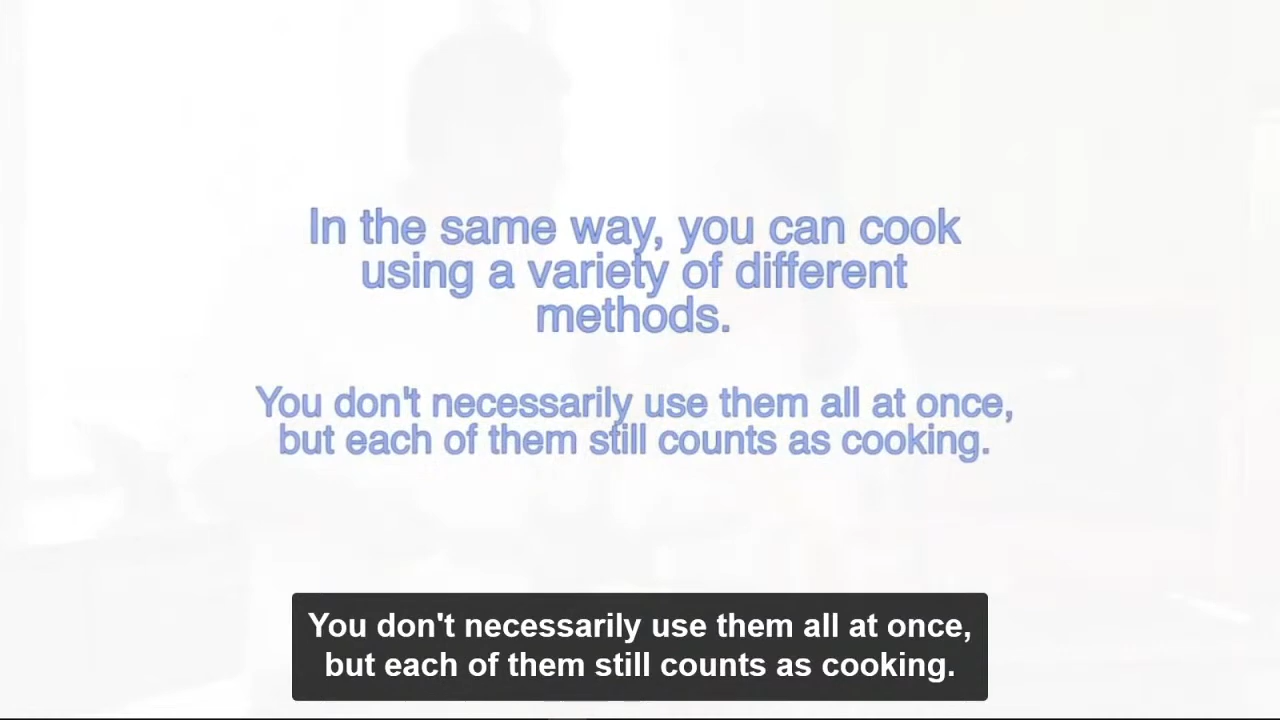 In the same way, you can cook
using a variety of different
methods.
You don't necessarily use them all at once,
but each of them still counts as cooking.
You don't necessarily use them all at once,
but each of them still counts as cooking.